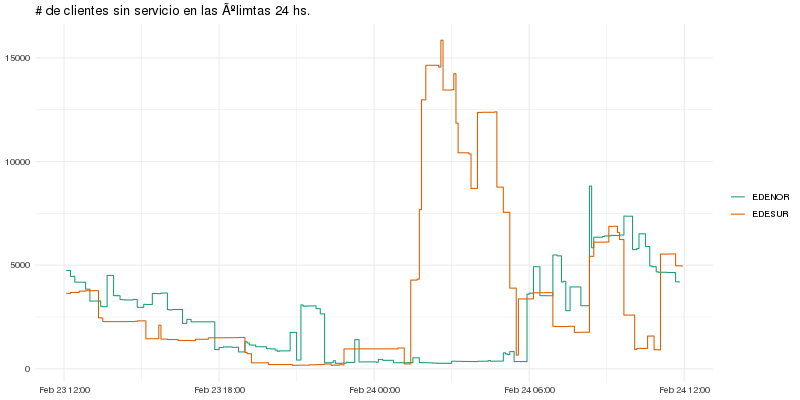 # de clientes sin servicio en las Ãºlimtas 24 hs.
15000
10000
5000
0
Feb 23 12:00
Feb 23 18:00
Feb 24 00:00
Feb 24 06:00
Feb 24 12:00
EDENOR
EDESUR